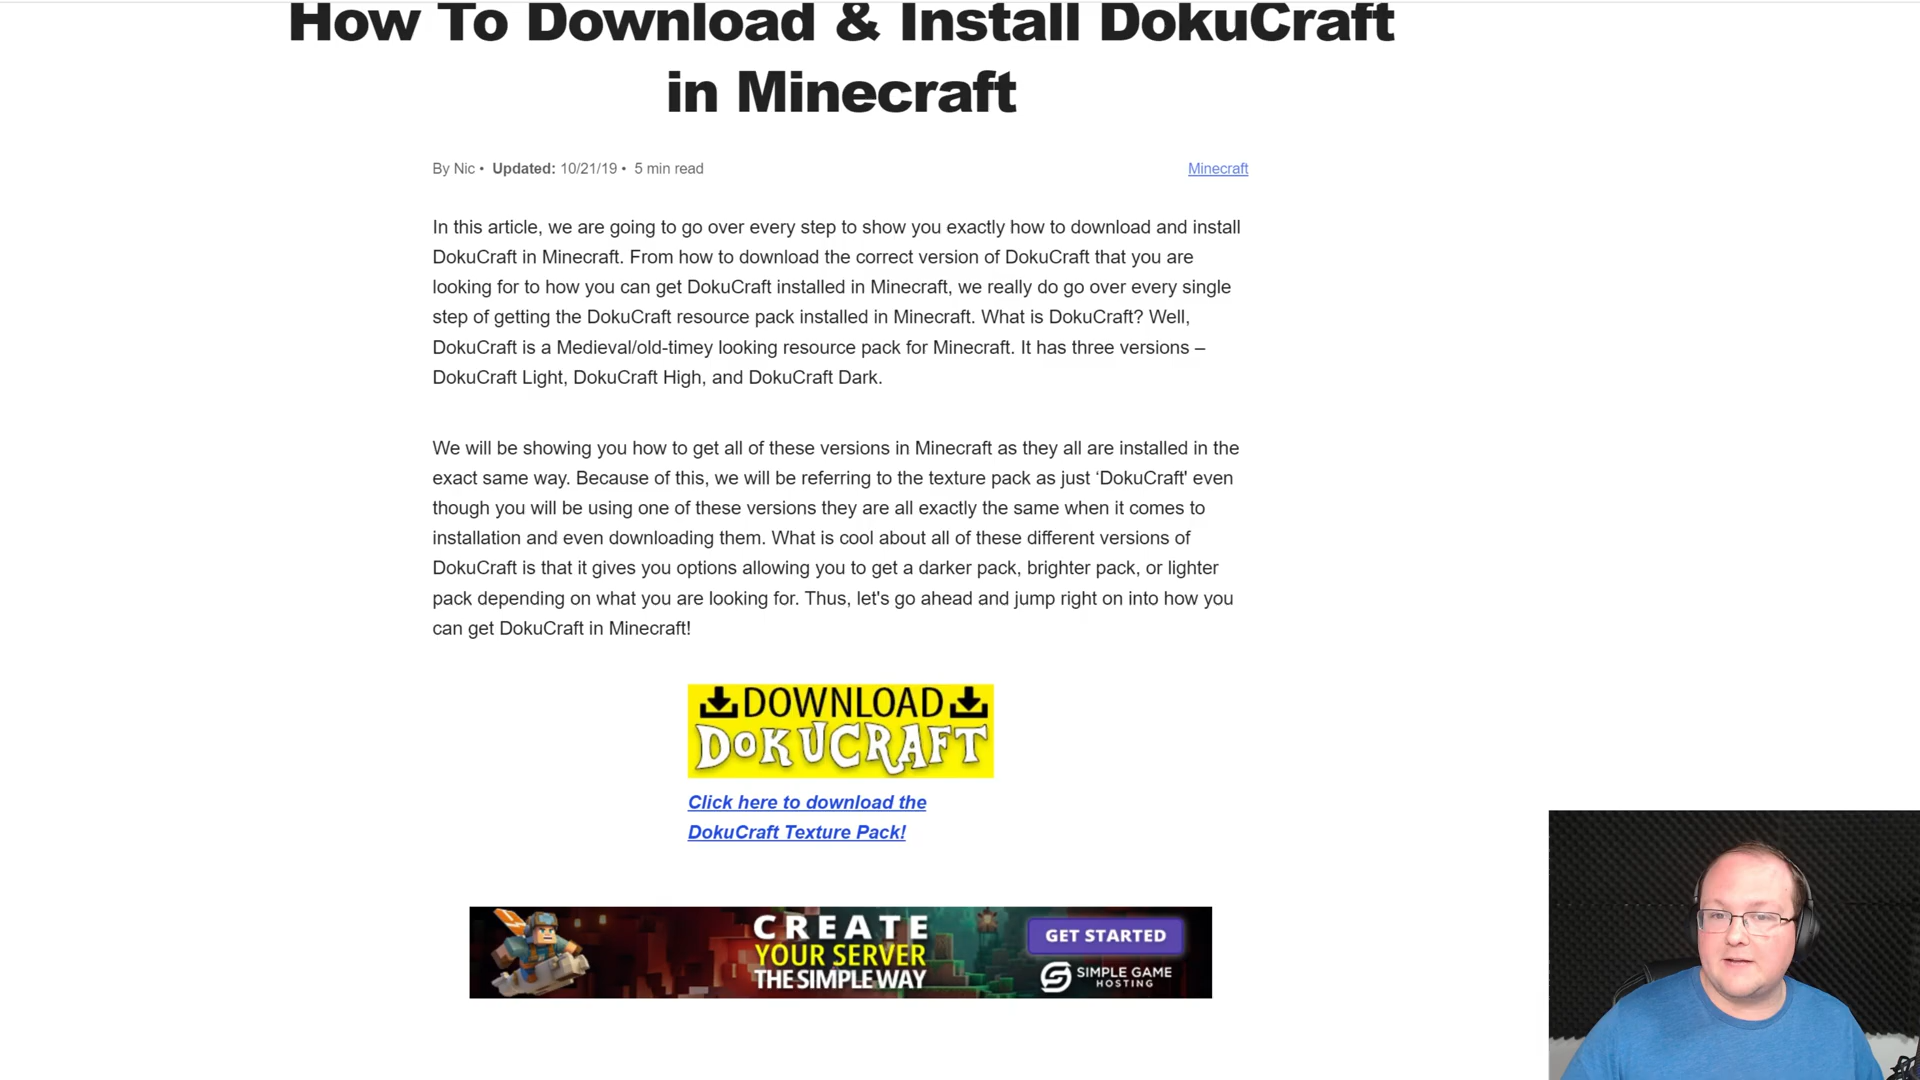 How To Download & Install DokuCraft
in Minecraft
By Nic • Updated: 10/21/19 • 5 min read
Minecraft
In this article, we are going to go over every step to show you exactly how to download and install
DokuCraft in Minecraft. From how to download the correct version of DokuCraft that you are
looking for to how you can get DokuCraft installed in Minecraft, we really do go over every single
step of getting the DokuCraft resource pack installed in Minecraft. What is DokuCraft? Well,
DokuCraft is a Medieval/old-timey looking resource pack for Minecraft. It has three versions –
DokuCraft Light, DokuCraft High, and DokuCraft Dark.
We will be showing you how to get all of these versions in Minecraft as they all are installed in the
exact same way. Because of this, we will be referring to the texture pack as just ‘DokuCraft' even
though you will be using one of these versions they are all exactly the same when it comes to
installation and even downloading them. What is cool about all of these different versions of
DokuCraft is that it gives you options allowing you to get a darker pack, brighter pack, or lighter
pack depending on what you are looking for. Thus, let's go ahead and jump right on into how you
can get DokuCraft in Minecraft!
DOWNLOAD
DOKUCRAFT
Click here to download the
DokuCraft Texture Pack!
CREATE
YOUR SERVER
THE SIMPLE WAY
GET STARTED
SIMPLE GAME
HOSTING